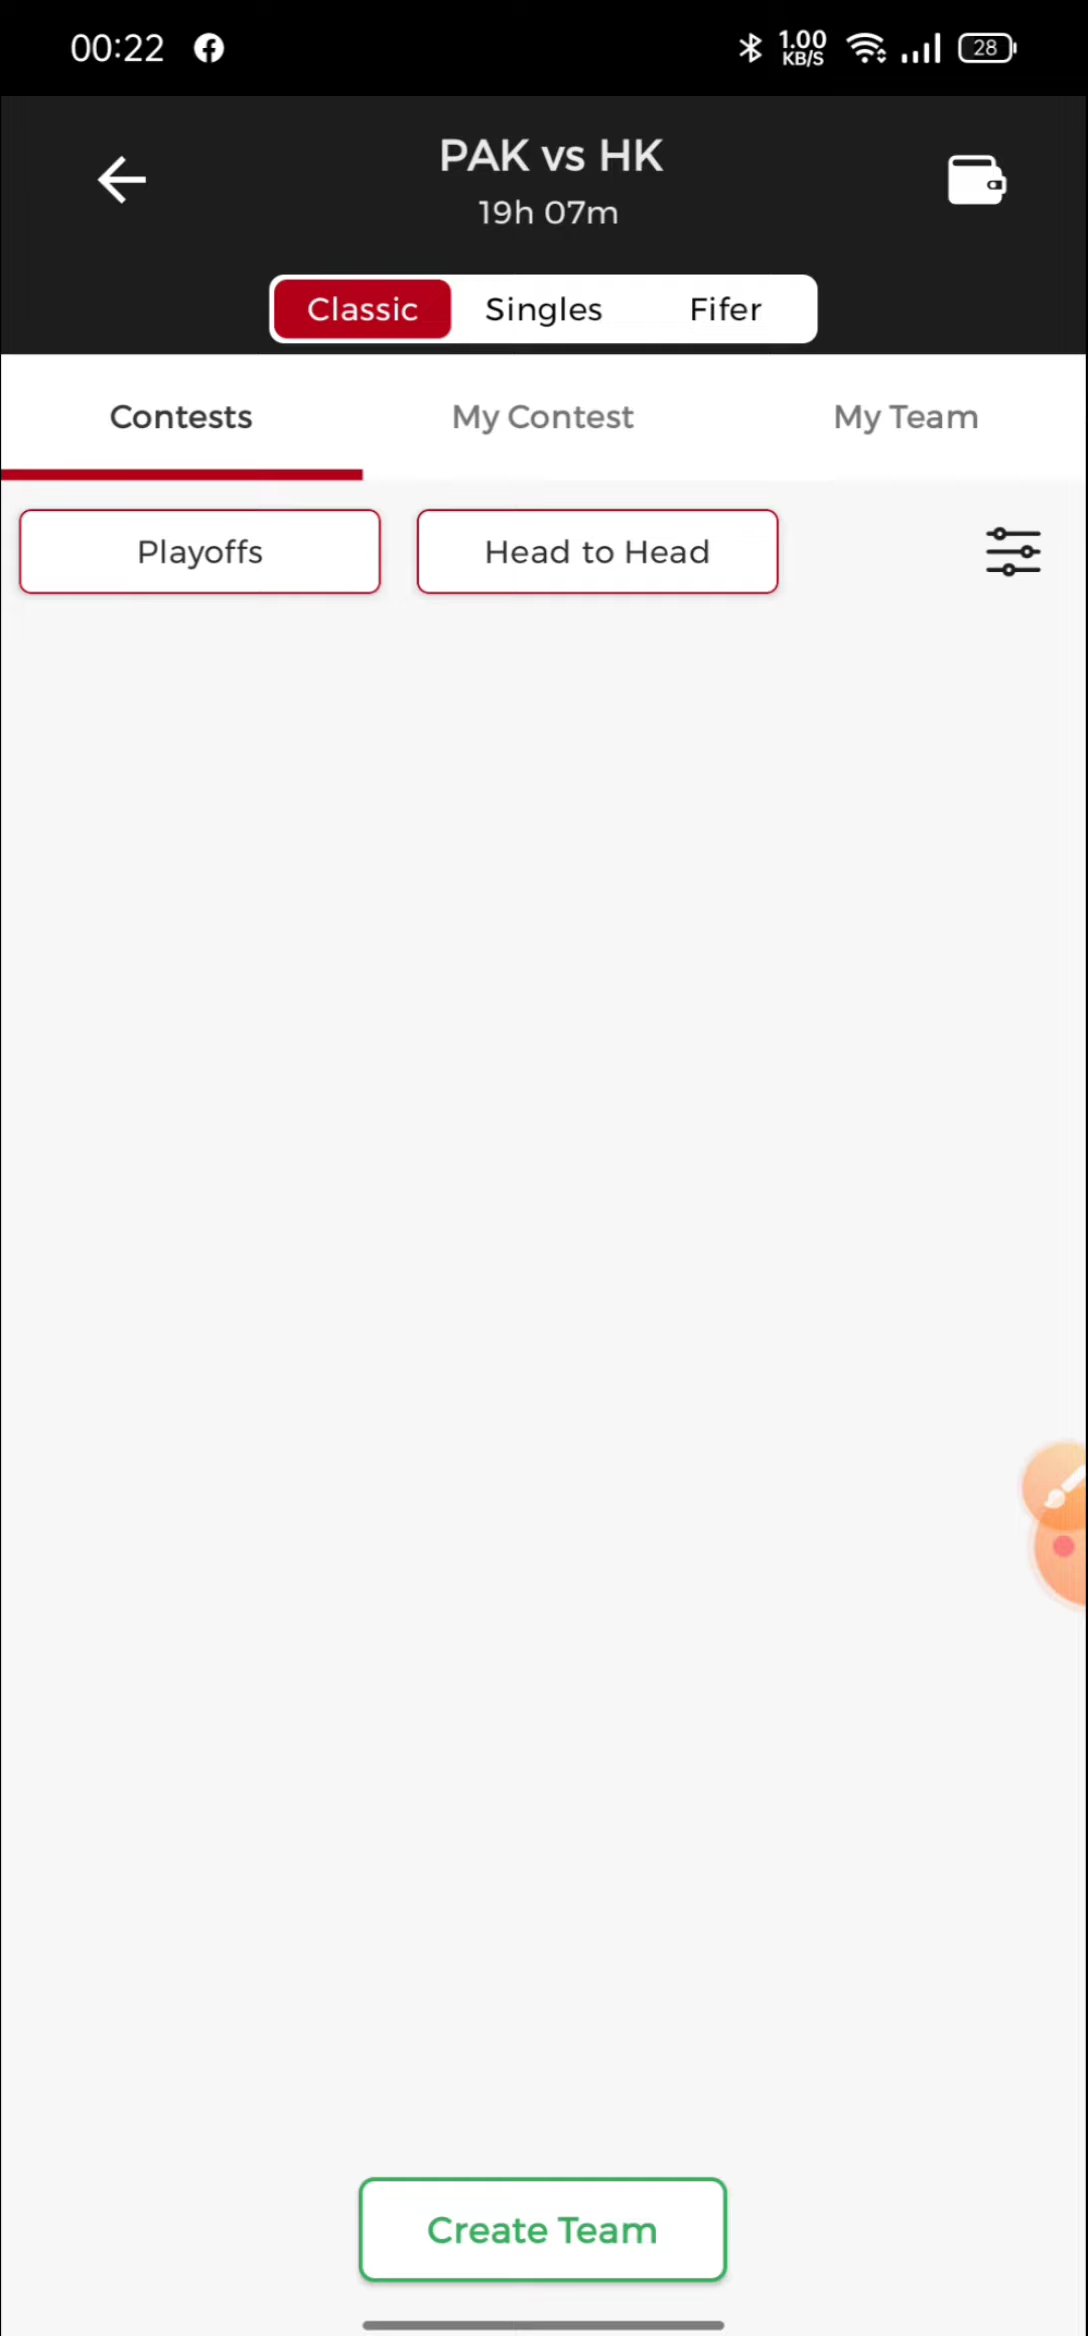 00:22
1.00 KB/S
28
PAK vs HK
19h 07m
Classic Singles Fifer
Contests My Contest My Team
Playoffs Head to Head
Create Team